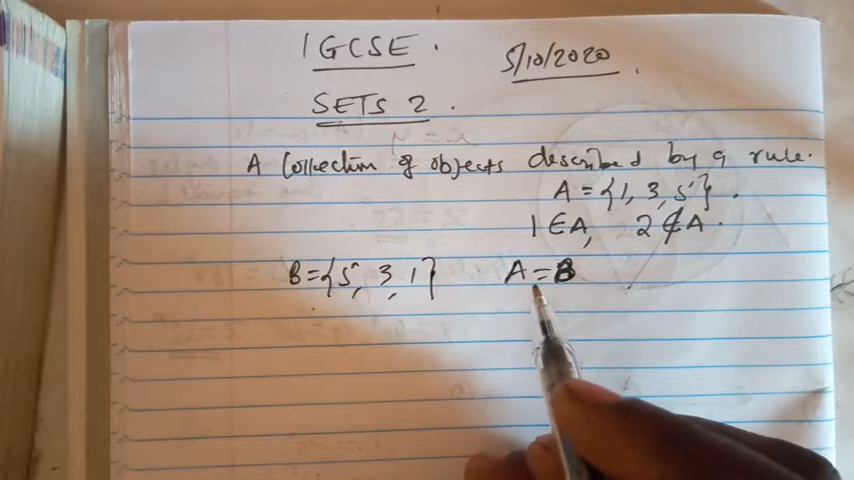 IGCSE. 5/10/2020.
SETS 2.
A Collection of objects described by a rule.
A = {1, 3, 5}.
1 ∈ A, 2 ∉ A.
B = {5, 3, 1} A = B